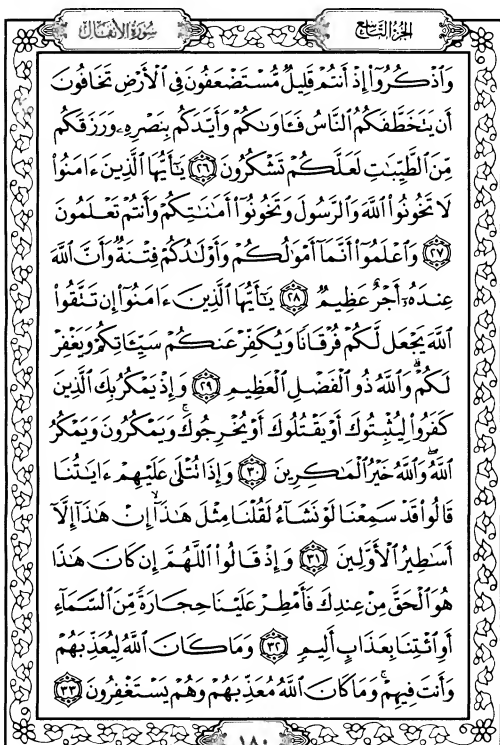 الجزء التاسع
سورة الأنفال
وَٱذۡكُرُوٓاْ إِذۡ أَنتُمۡ قَلِيلٞ مُّسۡتَضۡعَفُونَ فِي ٱلۡأَرۡضِ تَخَافُونَ
أَن يَتَخَطَّفَكُمُ ٱلنَّاسُ فَـَٔاوَىٰكُمۡ وَأَيَّدَكُم بِنَصۡرِهِۦ وَرَزَقَكُم
مِّنَ ٱلطَّيِّبَٰتِ لَعَلَّكُمۡ تَشۡكُرُونَ ٢٦ يَٰٓأَيُّهَا ٱلَّذِينَ ءَامَنُواْ
لَا تَخُونُواْ ٱللَّهَ وَٱلرَّسُولَ وَتَخُونُوٓاْ أَمَٰنَٰتِكُمۡ وَأَنتُمۡ تَعۡلَمُونَ
٢٧ وَٱعۡلَمُوٓاْ أَنَّمَآ أَمۡوَٰلُكُمۡ وَأَوۡلَٰدُكُمۡ فِتۡنَةٞ وَأَنَّ ٱللَّهَ
عِندَهُۥٓ أَجۡرٌ عَظِيمٞ ٢٨ يَٰٓأَيُّهَا ٱلَّذِينَ ءَامَنُوٓاْ إِن تَتَّقُواْ
ٱللَّهَ يَجۡعَل لَّكُمۡ فُرۡقَانٗا وَيُكَفِّرۡ عَنكُمۡ سَيِّـَٔاتِكُمۡ وَيَغۡفِرۡ
لَكُمۡۗ وَٱللَّهُ ذُو ٱلۡفَضۡلِ ٱلۡعَظِيمِ ٢٩ وَإِذۡ يَمۡكُرُ بِكَ ٱلَّذِينَ
كَفَرُواْ لِيُثۡبِتُوكَ أَوۡ يَقۡتُلُوكَ أَوۡ يُخۡرِجُوكَۚ وَيَمۡكُرُونَ وَيَمۡكُرُ
ٱللَّهُۖ وَٱللَّهُ خَيۡرُ ٱلۡمَٰكِرِينَ ٣٠ وَإِذَا تُتۡلَىٰ عَلَيۡهِمۡ ءَايَٰتُنَا
قَالُواْ قَدۡ سَمِعۡنَا لَوۡ نَشَآءُ لَقُلۡنَا مِثۡلَ هَٰذَآ إِنۡ هَٰذَآ إِلَّآ
أَسَٰطِيرُ ٱلۡأَوَّلِينَ ٣١ وَإِذۡ قَالُواْ ٱللَّهُمَّ إِن كَانَ هَٰذَا
هُوَ ٱلۡحَقَّ مِنۡ عِندِكَ فَأَمۡطِرۡ عَلَيۡنَا حِجَارَةٗ مِّنَ ٱلسَّمَآءِ
أَوِ ٱئۡتِنَا بِعَذَابٍ أَلِيمٖ ٣٢ وَمَا كَانَ ٱللَّهُ لِيُعَذِّبَهُمۡ
وَأَنتَ فِيهِمۡۚ وَمَا كَانَ ٱللَّهُ مُعَذِّبَهُمۡ وَهُمۡ يَسۡتَغۡفِرُونَ ٣٣
١٨٠